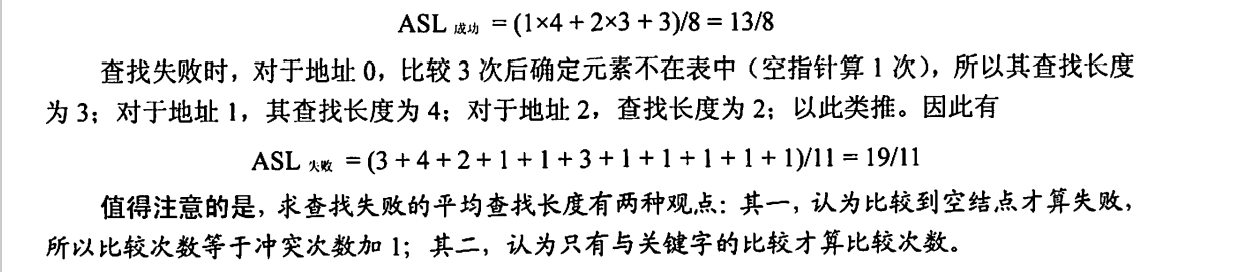 ASL 成功 = (1×4 + 2×3 + 3)/8 = 13/8
查找失败时，对于地址 0，比较 3 次后确定元素不在表中（空指针算 1 次），所以其查找长度
为 3；对于地址 1，其查找长度为 4；对于地址 2，查找长度为 2；以此类推。因此有
ASL 失败 = (3 + 4 + 2 + 1 + 1 + 3 + 1 + 1 + 1 + 1 + 1)/11 = 19/11
值得注意的是，求查找失败的平均查找长度有两种观点：其一，认为比较到空结点才算失败，
所以比较次数等于冲突次数加 1；其二，认为只有与关键字的比较才算比较次数。